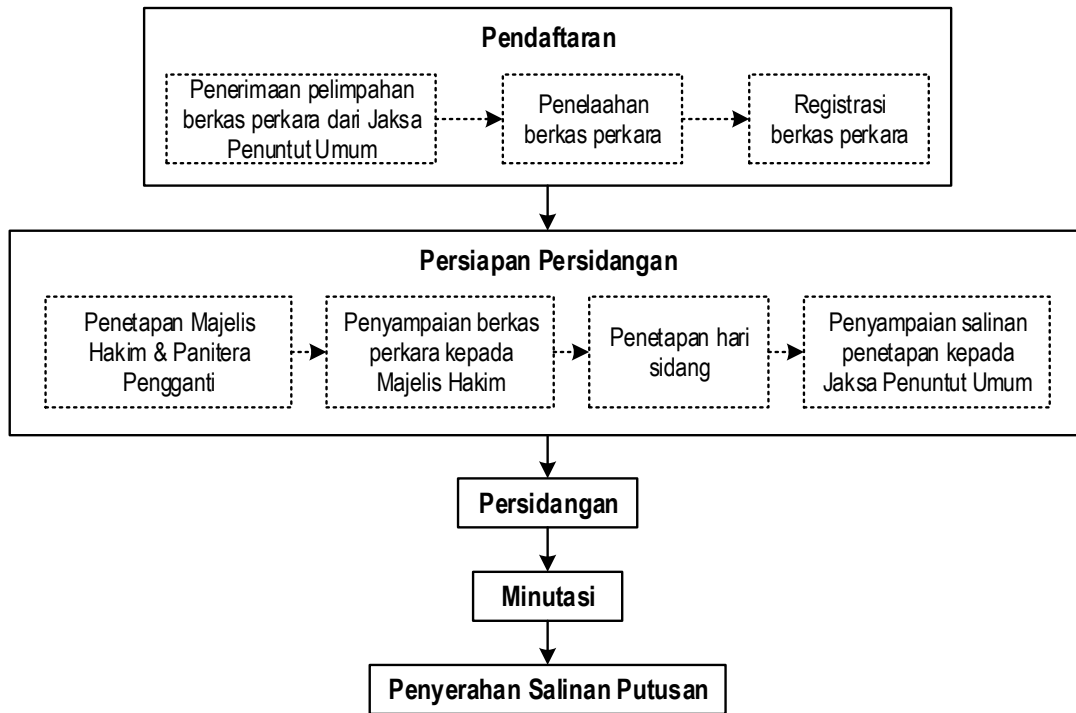 Pendaftaran
Penerimaan pelimpahan
berkas perkara dari Jaksa
Penuntut Umum
Penelaahan
berkas perkara
Registrasi
berkas perkara
Persiapan Persidangan
Penetapan Majelis
Hakim & Panitera
Pengganti
Penyampaian berkas
perkara kepada
Majelis Hakim
Penetapan hari
sidang
Penyampaian salinan
penetapan kepada
Jaksa Penuntut Umum
Persidangan
Minutasi
Penyerahan Salinan Putusan